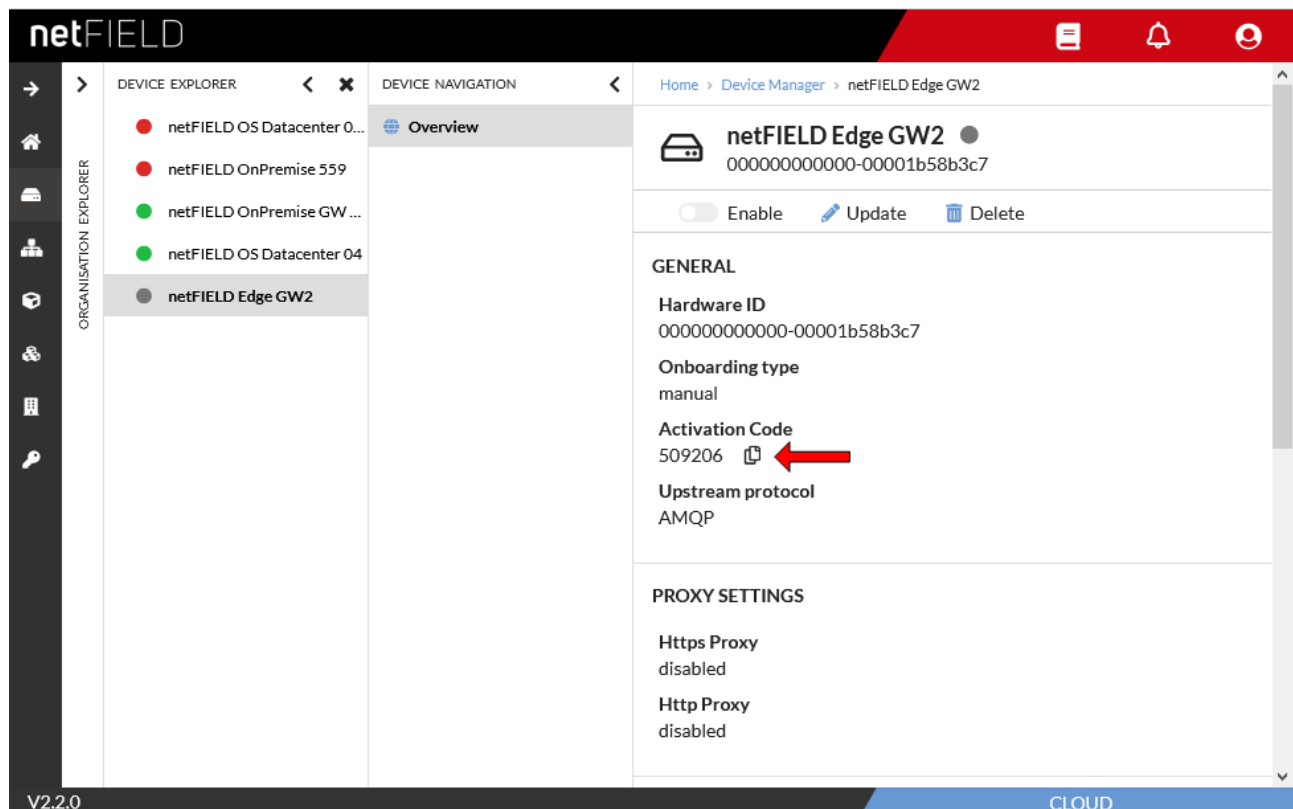 netFIELD
DEVICE EXPLORER
DEVICE NAVIGATION
Home > Device Manager > netFIELD Edge GW2
ORGANISATION EXPLORER
netFIELD OS Datacenter 0...
netFIELD OnPremise 559
netFIELD OnPremise GW ...
netFIELD OS Datacenter 04
netFIELD Edge GW2
Overview
netFIELD Edge GW2
000000000000-00001b58b3c7
Enable Update Delete
GENERAL
Hardware ID
000000000000-00001b58b3c7
Onboarding type
manual
Activation Code
509206
Upstream protocol
AMQP
PROXY SETTINGS
Https Proxy
disabled
Http Proxy
disabled
V2.2.0
CLOUD